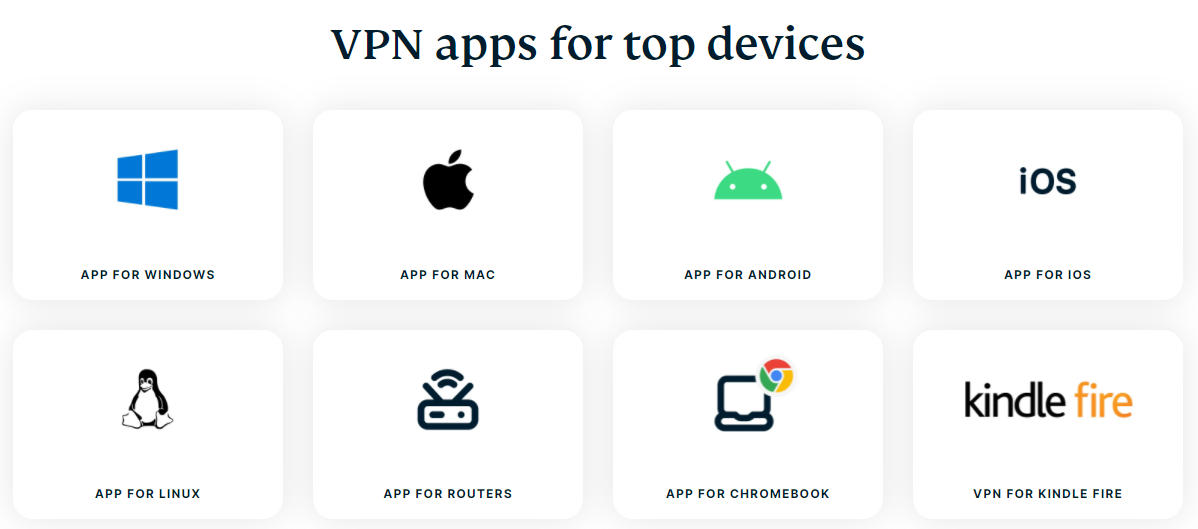 VPN apps for top devices
APP FOR WINDOWS
APP FOR MAC
APP FOR ANDROID
iOS
APP FOR IOS
APP FOR LINUX
APP FOR ROUTERS
APP FOR CHROMEBOOK
kindle fire
VPN FOR KINDLE FIRE